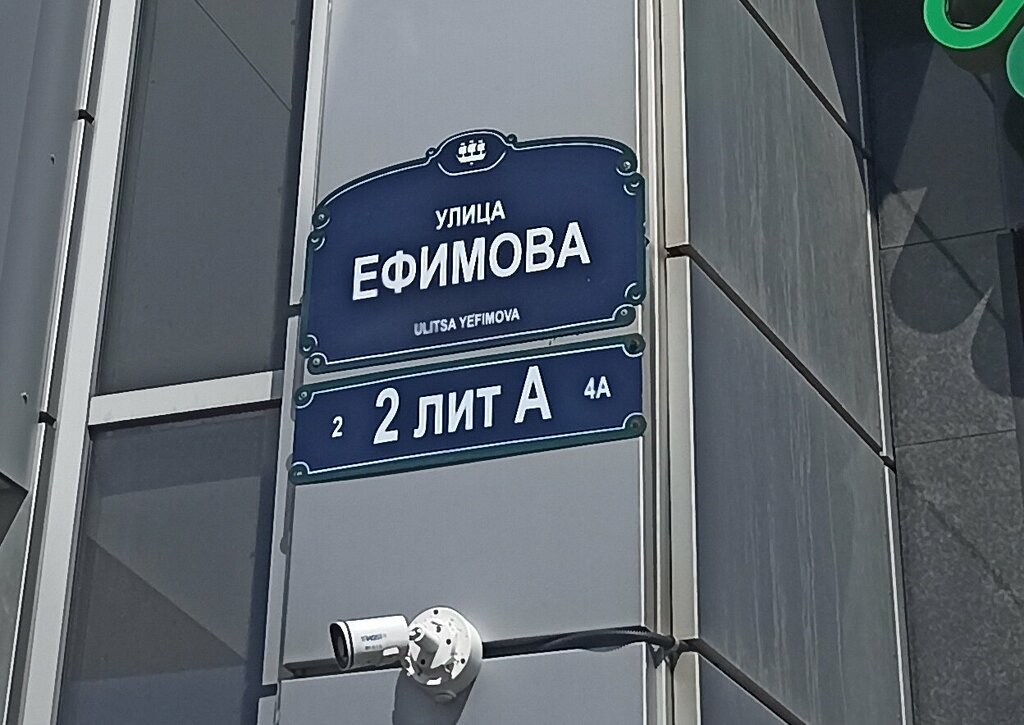 УЛИЦА
ЕФИМОВА
ULITSA YEFIMOVA
2 2 ЛИТ А 4А